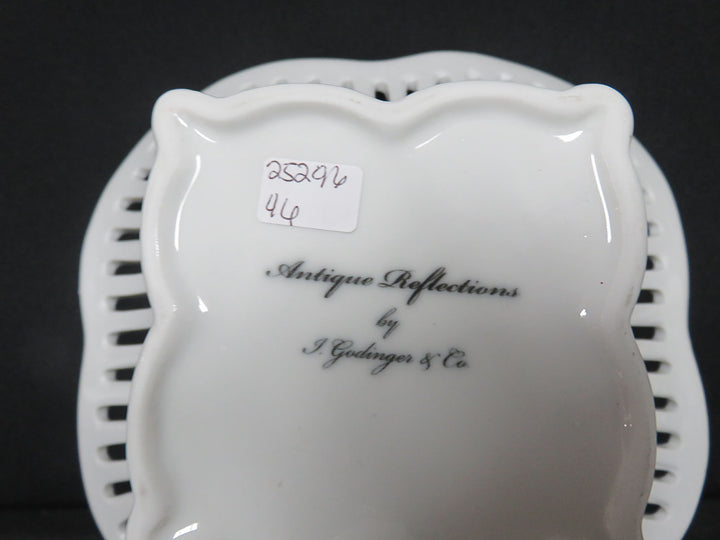 25296
46
Antique Reflections
by
I. Godinger & Co.